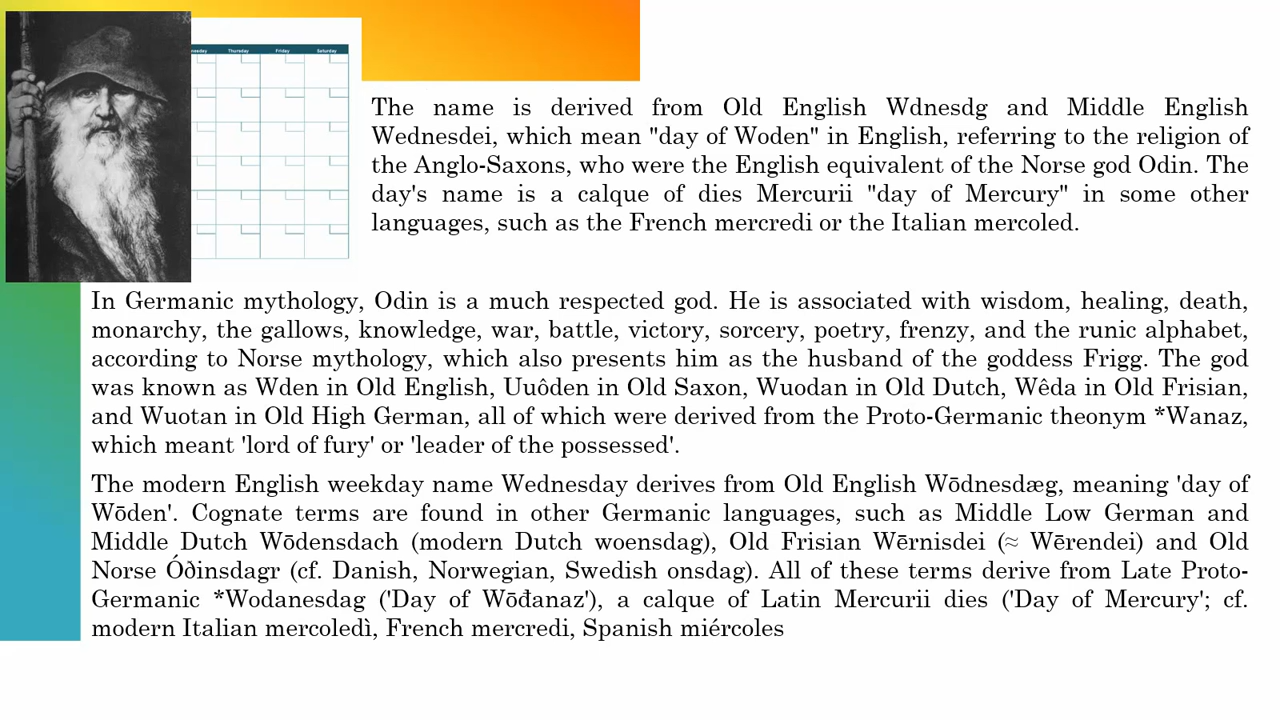 nesday Thursday Friday Saturday
The name is derived from Old English Wdnesdg and Middle English
Wednesdei, which mean "day of Woden" in English, referring to the religion of
the Anglo-Saxons, who were the English equivalent of the Norse god Odin. The
day's name is a calque of dies Mercurii "day of Mercury" in some other
languages, such as the French mercredi or the Italian mercoled.
In Germanic mythology, Odin is a much respected god. He is associated with wisdom, healing, death,
monarchy, the gallows, knowledge, war, battle, victory, sorcery, poetry, frenzy, and the runic alphabet,
according to Norse mythology, which also presents him as the husband of the goddess Frigg. The god
was known as Wden in Old English, Uuôden in Old Saxon, Wuodan in Old Dutch, Wêda in Old Frisian,
and Wuotan in Old High German, all of which were derived from the Proto-Germanic theonym *Wanaz,
which meant 'lord of fury' or 'leader of the possessed'.
The modern English weekday name Wednesday derives from Old English Wōdnesdæg, meaning 'day of
Wōden'. Cognate terms are found in other Germanic languages, such as Middle Low German and
Middle Dutch Wōdensdach (modern Dutch woensdag), Old Frisian Wērnisdei (≈ Wērendei) and Old
Norse Óðinsdagr (cf. Danish, Norwegian, Swedish onsdag). All of these terms derive from Late Proto-
Germanic *Wodanesdag ('Day of Wōđanaz'), a calque of Latin Mercurii dies ('Day of Mercury'; cf.
modern Italian mercoledì, French mercredi, Spanish miércoles